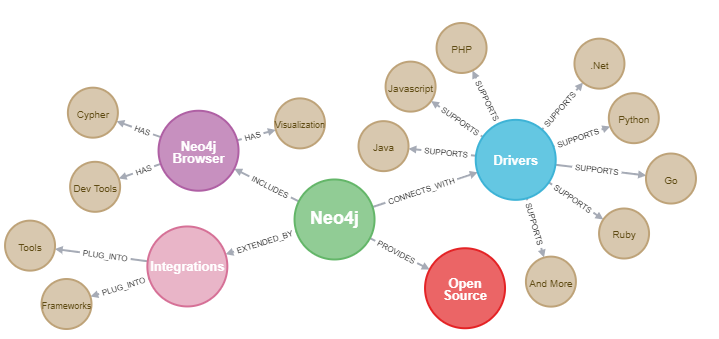 PHP
.Net
Javascript
SUPPORTS
SUPPORTS
SUPPORTS
Cypher
HAS
Visualization
HAS
Neo4j
Browser
Java
SUPPORTS
Drivers
SUPPORTS
Python
SUPPORTS
Go
HAS
Dev Tools
INCLUDES
CONNECTS_WITH
Neo4j
SUPPORTS
SUPPORTS
Ruby
Tools
PLUG_INTO
EXTENDED_BY
PROVIDES
Integrations
PLUG_INTO
Frameworks
Open
Source
And More